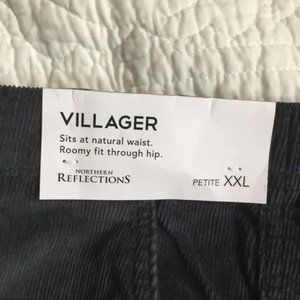 VILLAGER
Sits at natural waist.
Roomy fit through hip.
NORTHERN
REFLECTIONS
PETITE XXL